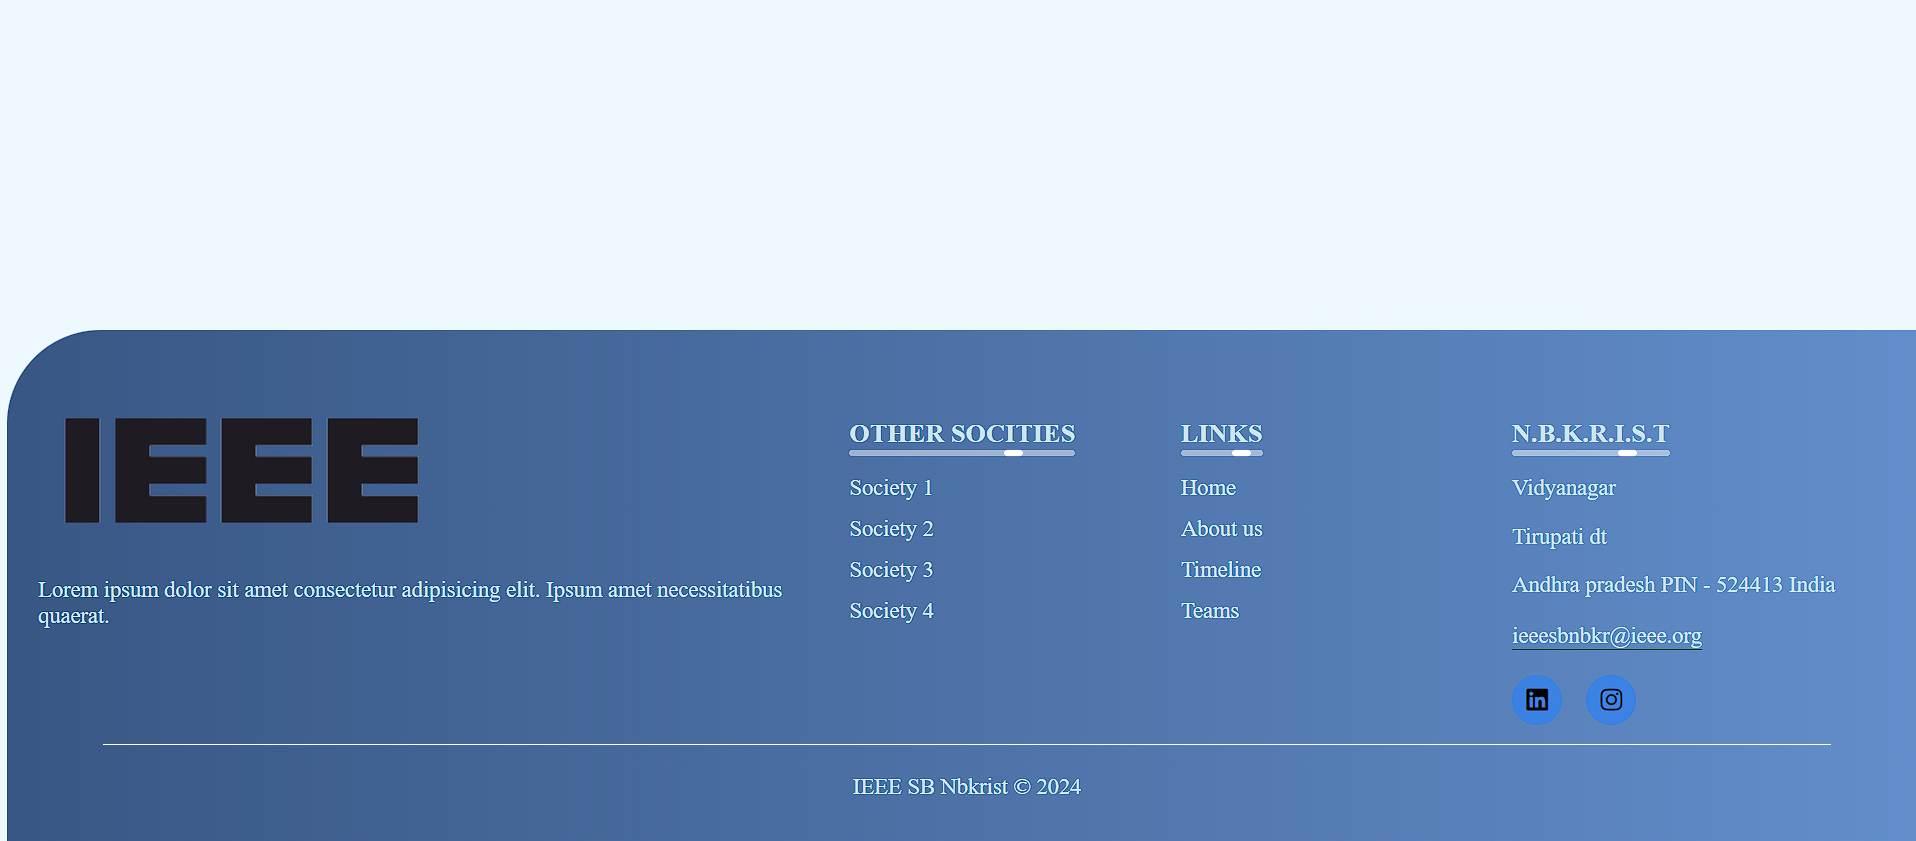 IEEE
Lorem ipsum dolor sit amet consectetur adipisicing elit. Ipsum amet necessitatibus
quaerat.
OTHER SOCITIES
Society 1
Society 2
Society 3
Society 4
LINKS
Home
About us
Timeline
Teams
N.B.K.R.I.S.T
Vidyanagar
Tirupati dt
Andhra pradesh PIN - 524413 India
ieeesbnbkr@ieee.org
in
IEEE SB Nbkrist © 2024